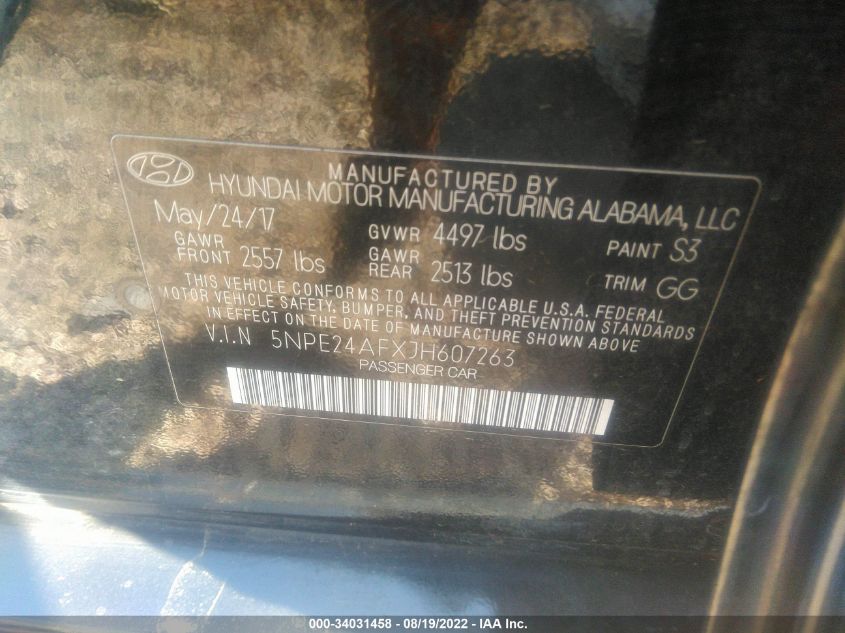 MANUFACTURED BY
HYUNDAI MOTOR MANUFACTURING ALABAMA, LLC
May/24/17 GVWR 4497 lbs PAINT S3
GAWR FRONT 2557 lbs GAWR REAR 2513 lbs TRIM GG
THIS VEHICLE CONFORMS TO ALL APPLICABLE U.S.A. FEDERAL
MOTOR VEHICLE SAFETY, BUMPER, AND THEFT PREVENTION STANDARDS
IN EFFECT ON THE DATE OF MANUFACTURE SHOWN ABOVE
V.I.N 5NPE24AFXJH607263
PASSENGER CAR
000-34031458 - 08/19/2022 - IAA Inc.